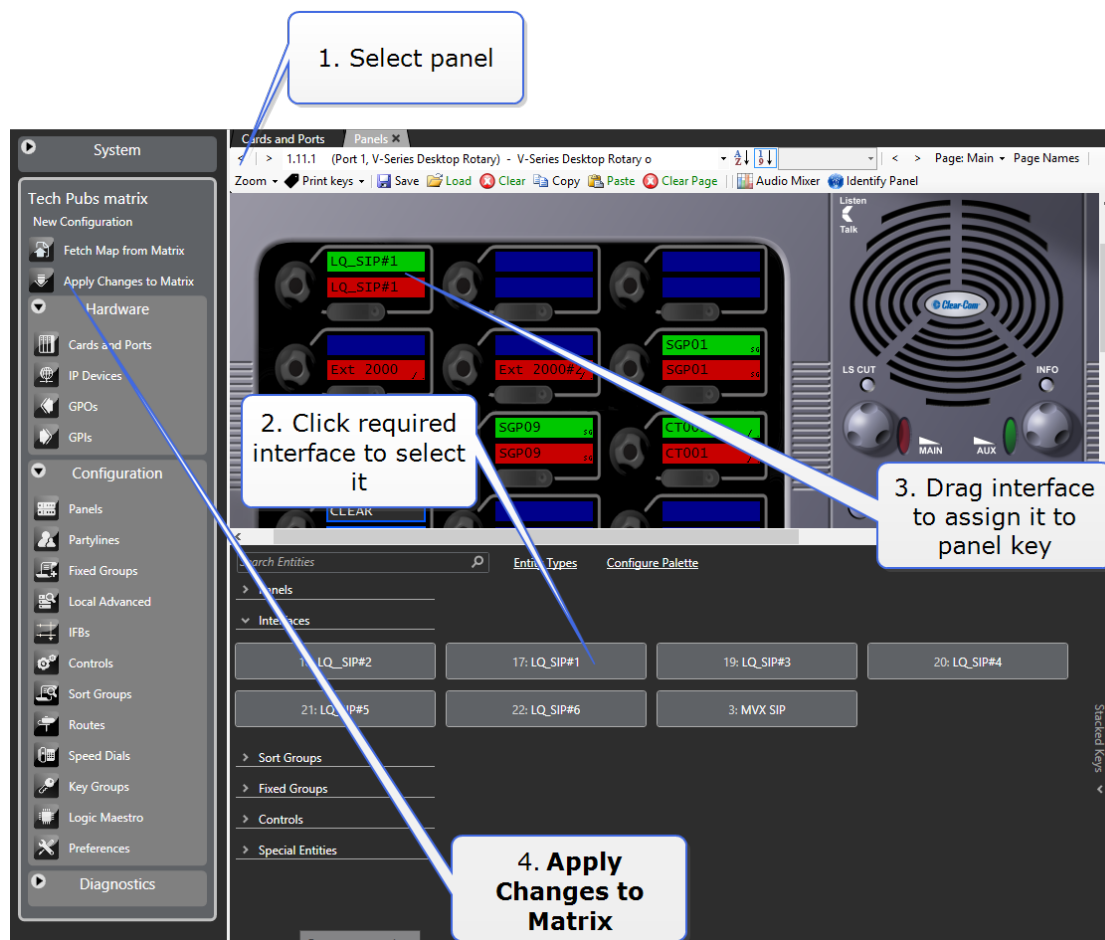 1. Select panel
System
Cards and Ports
Panels
< > 1.11.1 (Port 1, V-Series Desktop Rotary) - V-Series Desktop Rotary o
< > Page: Main Page Names
Zoom Print keys Save Load Clear Copy Paste Clear Page Audio Mixer Identify Panel
Tech Pubs matrix
New Configuration
Fetch Map from Matrix
Apply Changes to Matrix
Hardware
Cards and Ports
IP Devices
GPOs
GPIs
Configuration
Panels
Partylines
Fixed Groups
Local Advanced
IFBs
Controls
Sort Groups
Routes
Speed Dials
Key Groups
Logic Maestro
Preferences
Diagnostics
Listen
Talk
LQ_SIP#1
LQ_SIP#1
Clear-Com
SGP01 SG
Ext 2000
Ext 2000#2
SGP01 SG
LS CUT
INFO
SGP09 SG
SGP09 SG
CT001
CT001
MAIN
AUX
CLEAR
2. Click required
interface to select
it
3. Drag interface
to assign it to
panel key
Search Entities
Entity Types
Configure Palette
Panels
Interfaces
LQ__SIP#2
17: LQ_SIP#1
19: LQ_SIP#3
20: LQ_SIP#4
21: LQ_SIP#5
22: LQ_SIP#6
3: MVX SIP
Sort Groups
Fixed Groups
Controls
Special Entities
Stacked Keys
4. Apply
Changes to
Matrix